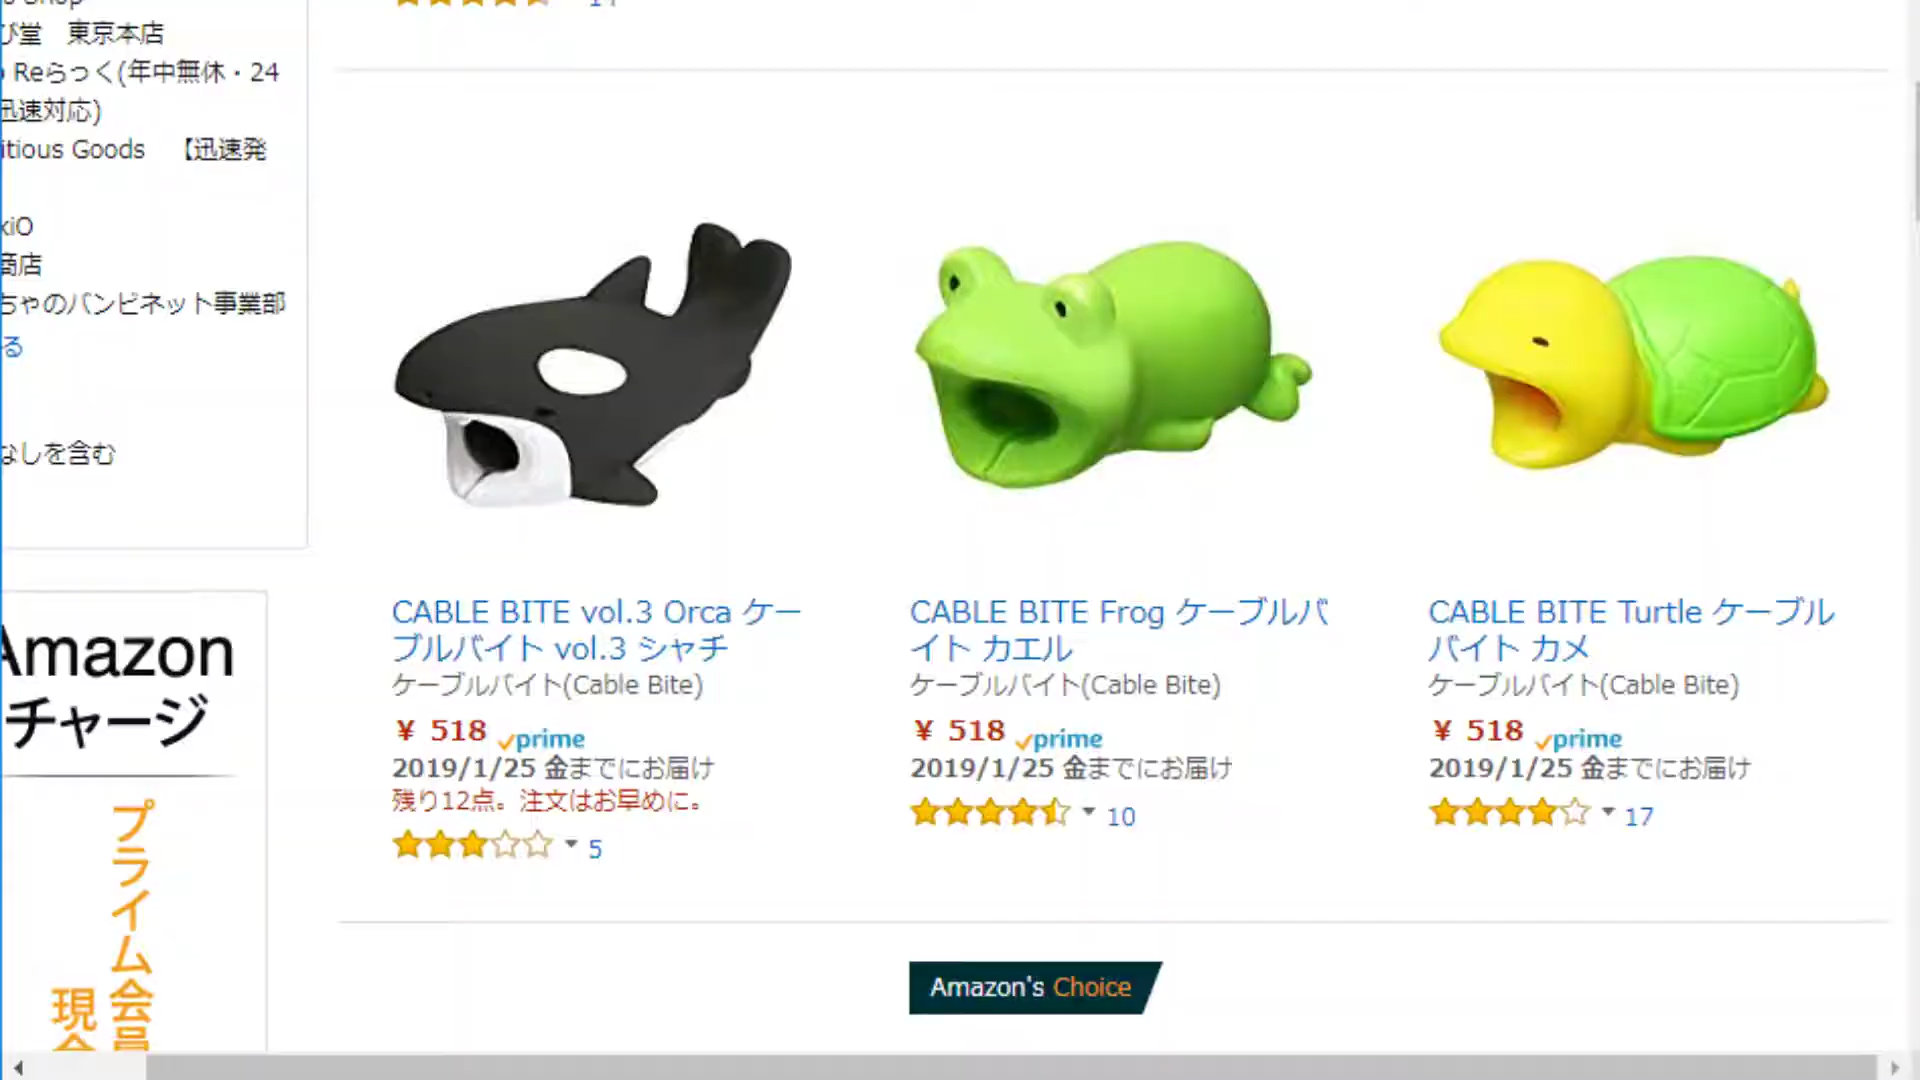 び堂　東京本店
Reらっく(年中無休・24
迅速対応)
itious Goods　【迅速発
kiO
商店
ちゃのバンビネット事業部
る
なしを含む
Amazon
チャージ
プライム会員
現
CABLE BITE vol.3 Orca ケー
ブルバイト vol.3 シャチ
ケーブルバイト(Cable Bite)
¥ 518 prime
2019/1/25 金までにお届け
残り12点。注文はお早めに。
5
CABLE BITE Frog ケーブルバ
イト カエル
ケーブルバイト(Cable Bite)
¥ 518 prime
2019/1/25 金までにお届け
10
CABLE BITE Turtle ケーブル
バイト カメ
ケーブルバイト(Cable Bite)
¥ 518 prime
2019/1/25 金までにお届け
17
Amazon's Choice